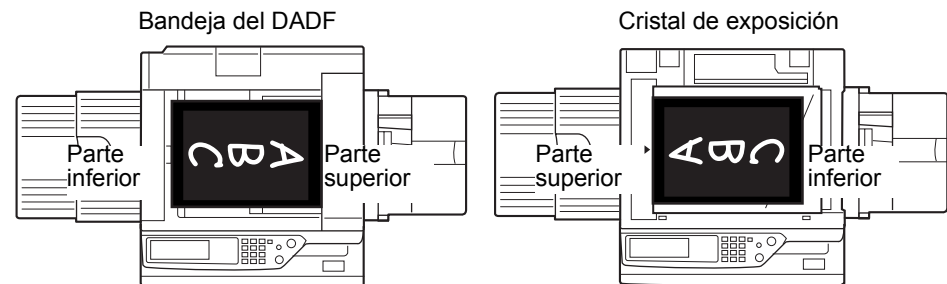 Bandeja del DADF
Parte
inferior
ABC
Parte
superior
Cristal de exposición
Parte
superior
ABC
Parte
inferior